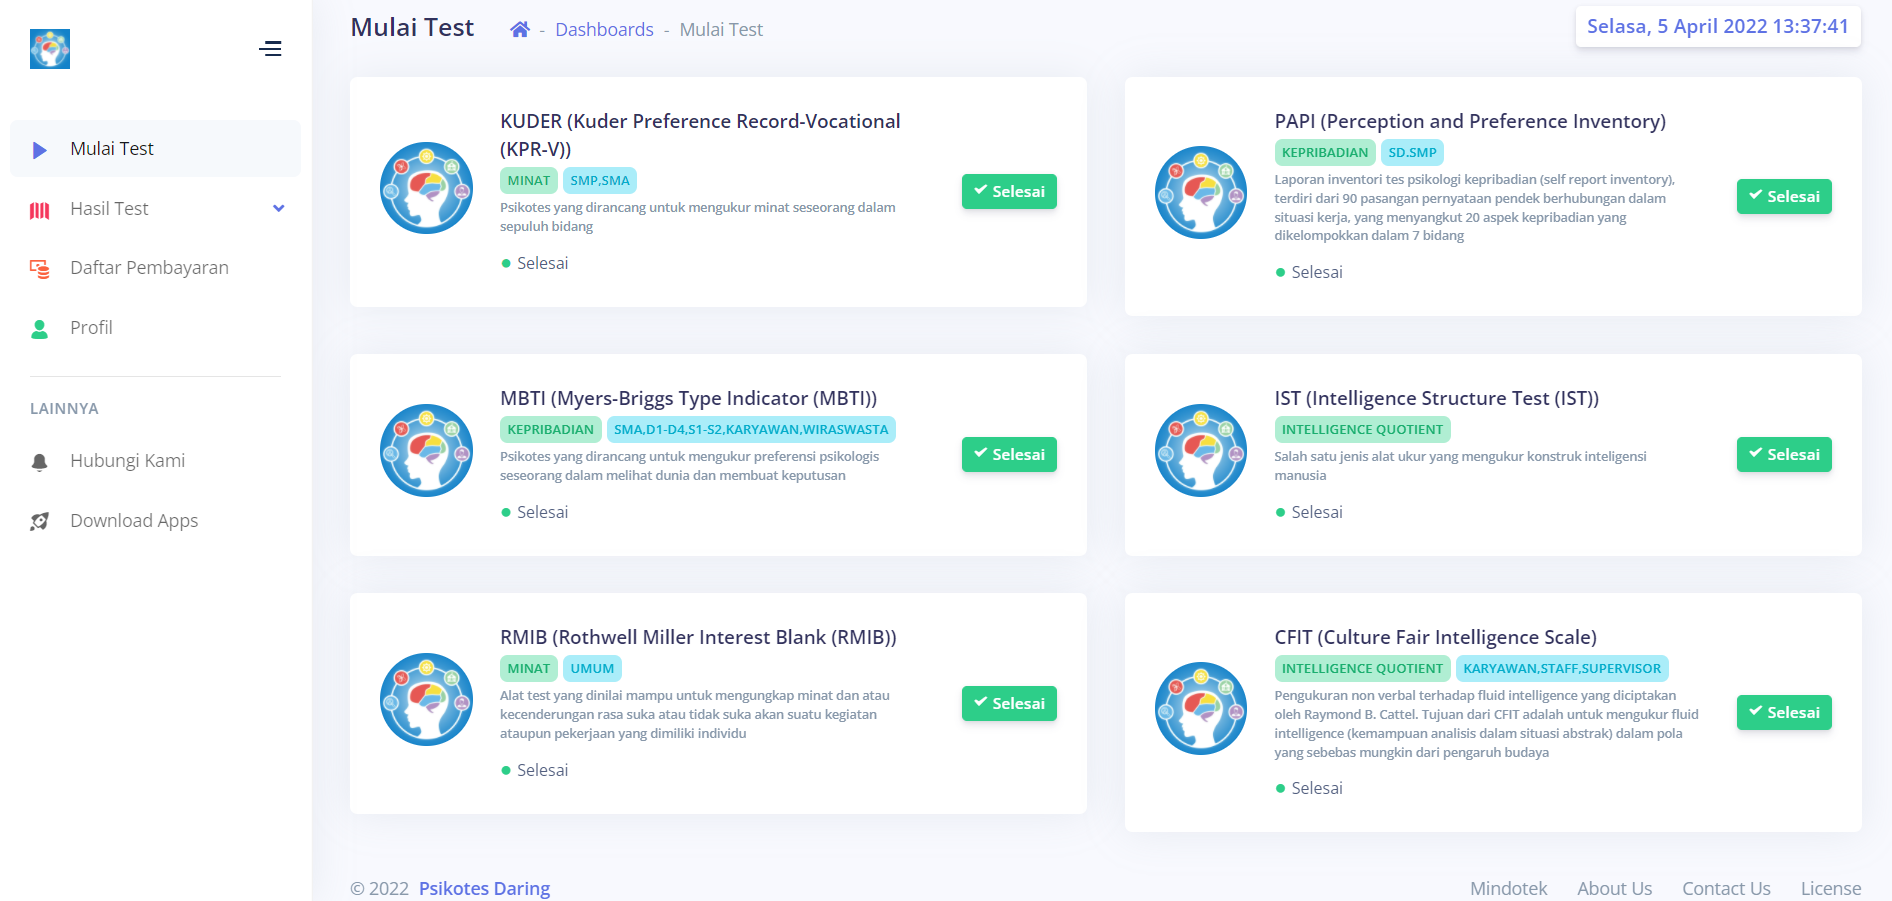 Mulai Test
Hasil Test
Daftar Pembayaran
Profil
LAINNYA
Hubungi Kami
Download Apps
Mulai Test - Dashboards - Mulai Test
Selasa, 5 April 2022 13:37:41
KUDER (Kuder Preference Record-Vocational
(KPR-V))
MINAT SMP,SMA
Psikotes yang dirancang untuk mengukur minat seseorang dalam
sepuluh bidang
Selesai
Selesai
PAPI (Perception and Preference Inventory)
KEPRIBADIAN SD.SMP
Laporan inventori tes psikologi kepribadian (self report inventory),
terdiri dari 90 pasangan pernyataan pendek berhubungan dalam
situasi kerja, yang menyangkut 20 aspek kepribadian yang
dikelompokkan dalam 7 bidang
Selesai
Selesai
MBTI (Myers-Briggs Type Indicator (MBTI))
KEPRIBADIAN SMA,D1-D4,S1-S2,KARYAWAN,WIRASWASTA
Psikotes yang dirancang untuk mengukur preferensi psikologis
seseorang dalam melihat dunia dan membuat keputusan
Selesai
Selesai
IST (Intelligence Structure Test (IST))
INTELLIGENCE QUOTIENT
Salah satu jenis alat ukur yang mengukur konstruk inteligensi
manusia
Selesai
Selesai
RMIB (Rothwell Miller Interest Blank (RMIB))
MINAT UMUM
Alat test yang dinilai mampu untuk mengungkap minat dan atau
kecenderungan rasa suka atau tidak suka akan suatu kegiatan
ataupun pekerjaan yang dimiliki individu
Selesai
Selesai
CFIT (Culture Fair Intelligence Scale)
INTELLIGENCE QUOTIENT KARYAWAN,STAFF,SUPERVISOR
Pengukuran non verbal terhadap fluid intelligence yang diciptakan
oleh Raymond B. Cattel. Tujuan dari CFIT adalah untuk mengukur fluid
intelligence (kemampuan analisis dalam situasi abstrak) dalam pola
yang sebebas mungkin dari pengaruh budaya
Selesai
Selesai
© 2022 Psikotes Daring
Mindotek About Us Contact Us License